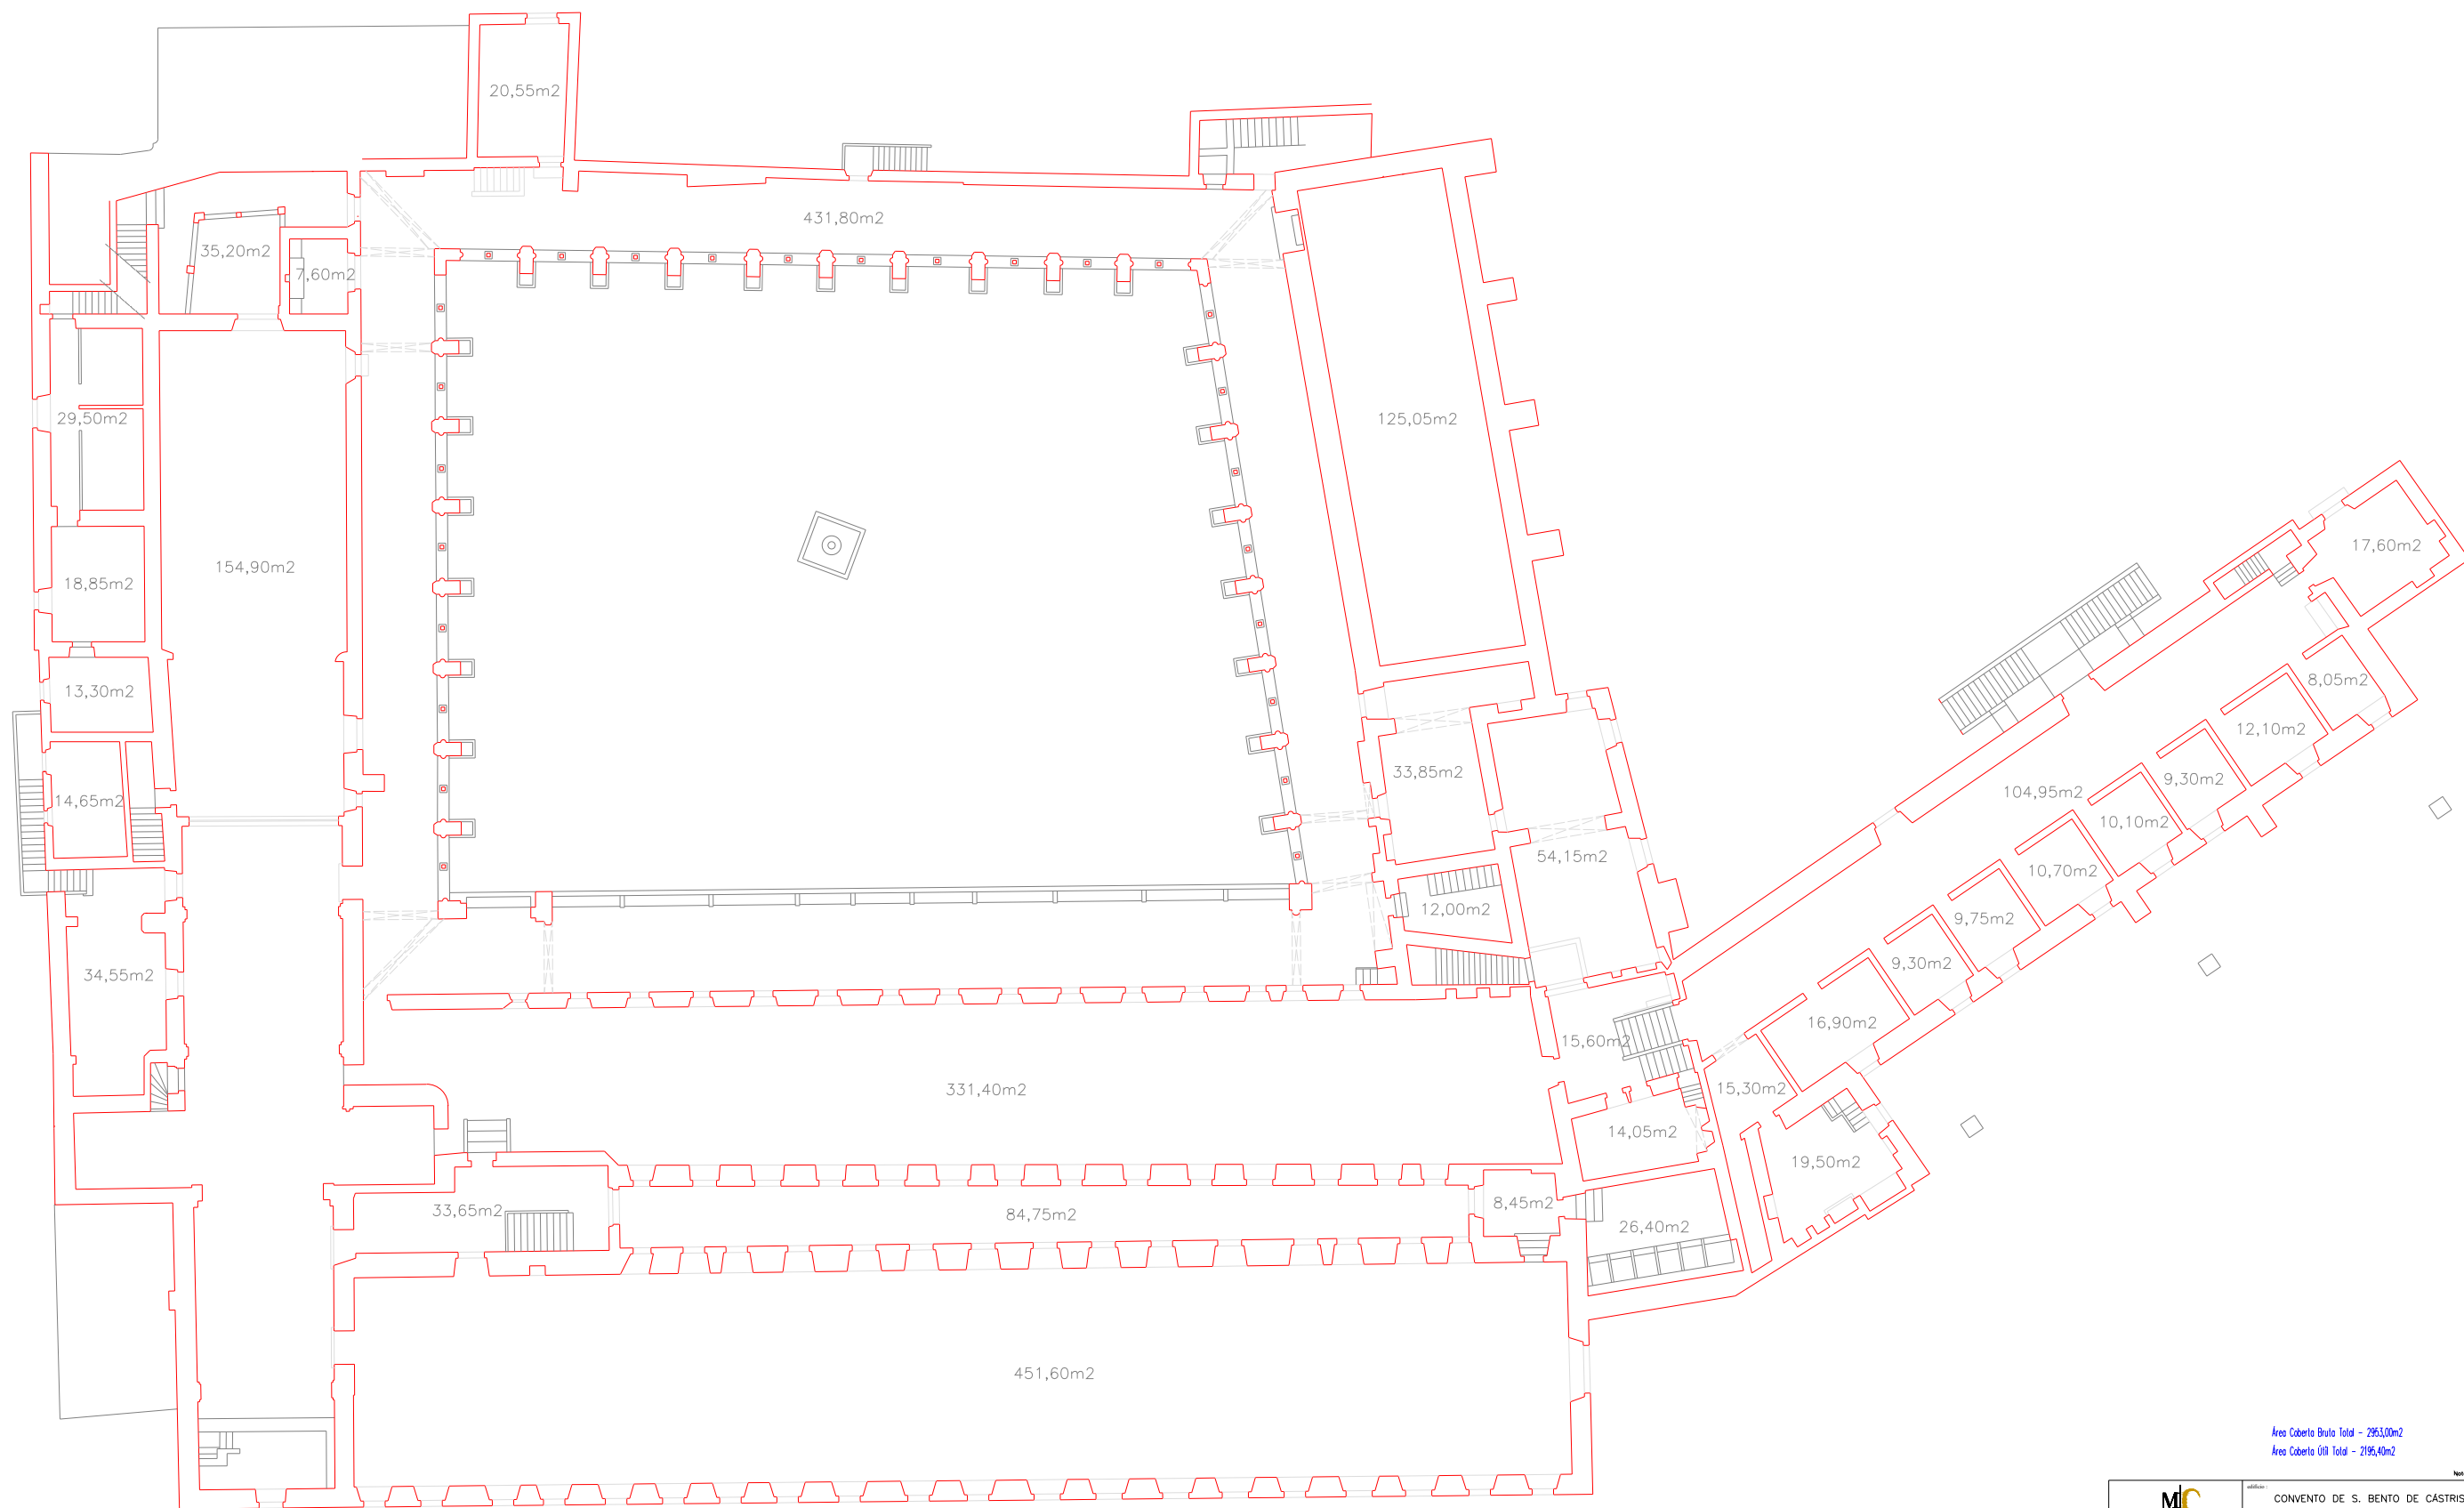 20,55m2
431,80m2
35,20m2
7,60m2
29,50m2
125,05m2
17,60m2
154,90m2
18,85m2
13,30m2
8,05m2
12,10m2
33,85m2
9,30m2
104,95m2
14,65m2
10,10m2
54,15m2
10,70m2
12,00m2
9,75m2
34,55m2
9,30m2
16,90m2
15,60m2
331,40m2
15,30m2
14,05m2
19,50m2
33,65m2
84,75m2
8,45m2
26,40m2
451,60m2
Área Coberta Bruta Total - 2953,00m2
Área Coberta Útil Total - 2195,40m2
edifício :
CONVENTO DE S. BENTO DE CÁSTRIS